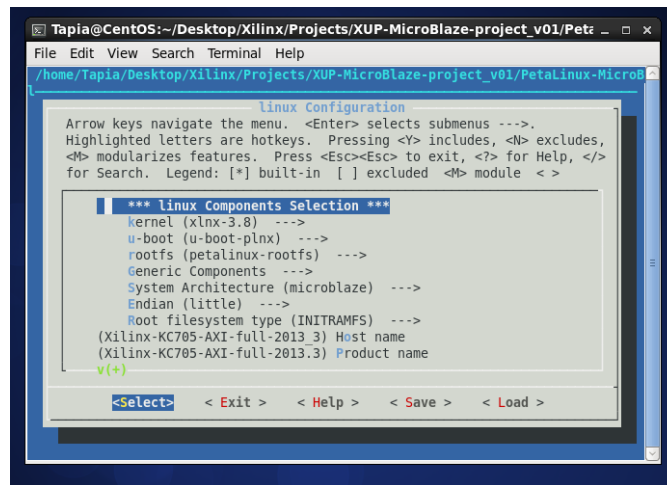 Tapia@CentOS:~/Desktop/Xilinx/Projects/XUP-MicroBlaze-project_v01/Peta
File Edit View Search Terminal Help
/home/Tapia/Desktop/Xilinx/Projects/XUP-MicroBlaze-project_v01/PetaLinux-MicroB
l
linux Configuration
Arrow keys navigate the menu. <Enter> selects submenus --->.
Highlighted letters are hotkeys. Pressing <Y> includes, <N> excludes,
<M> modularizes features. Press <Esc><Esc> to exit, <?> for Help, </>
for Search. Legend: [*] built-in [ ] excluded <M> module < >
*** linux Components Selection ***
kernel (xlnx-3.8) --->
u-boot (u-boot-plnx) --->
rootfs (petalinux-rootfs) --->
Generic Components --->
System Architecture (microblaze) --->
Endian (little) --->
Root filesystem type (INITRAMFS) --->
(Xilinx-KC705-AXI-full-2013_3) Host name
(Xilinx-KC705-AXI-full-2013.3) Product name
v(+)
<Select> < Exit > < Help > < Save > < Load >